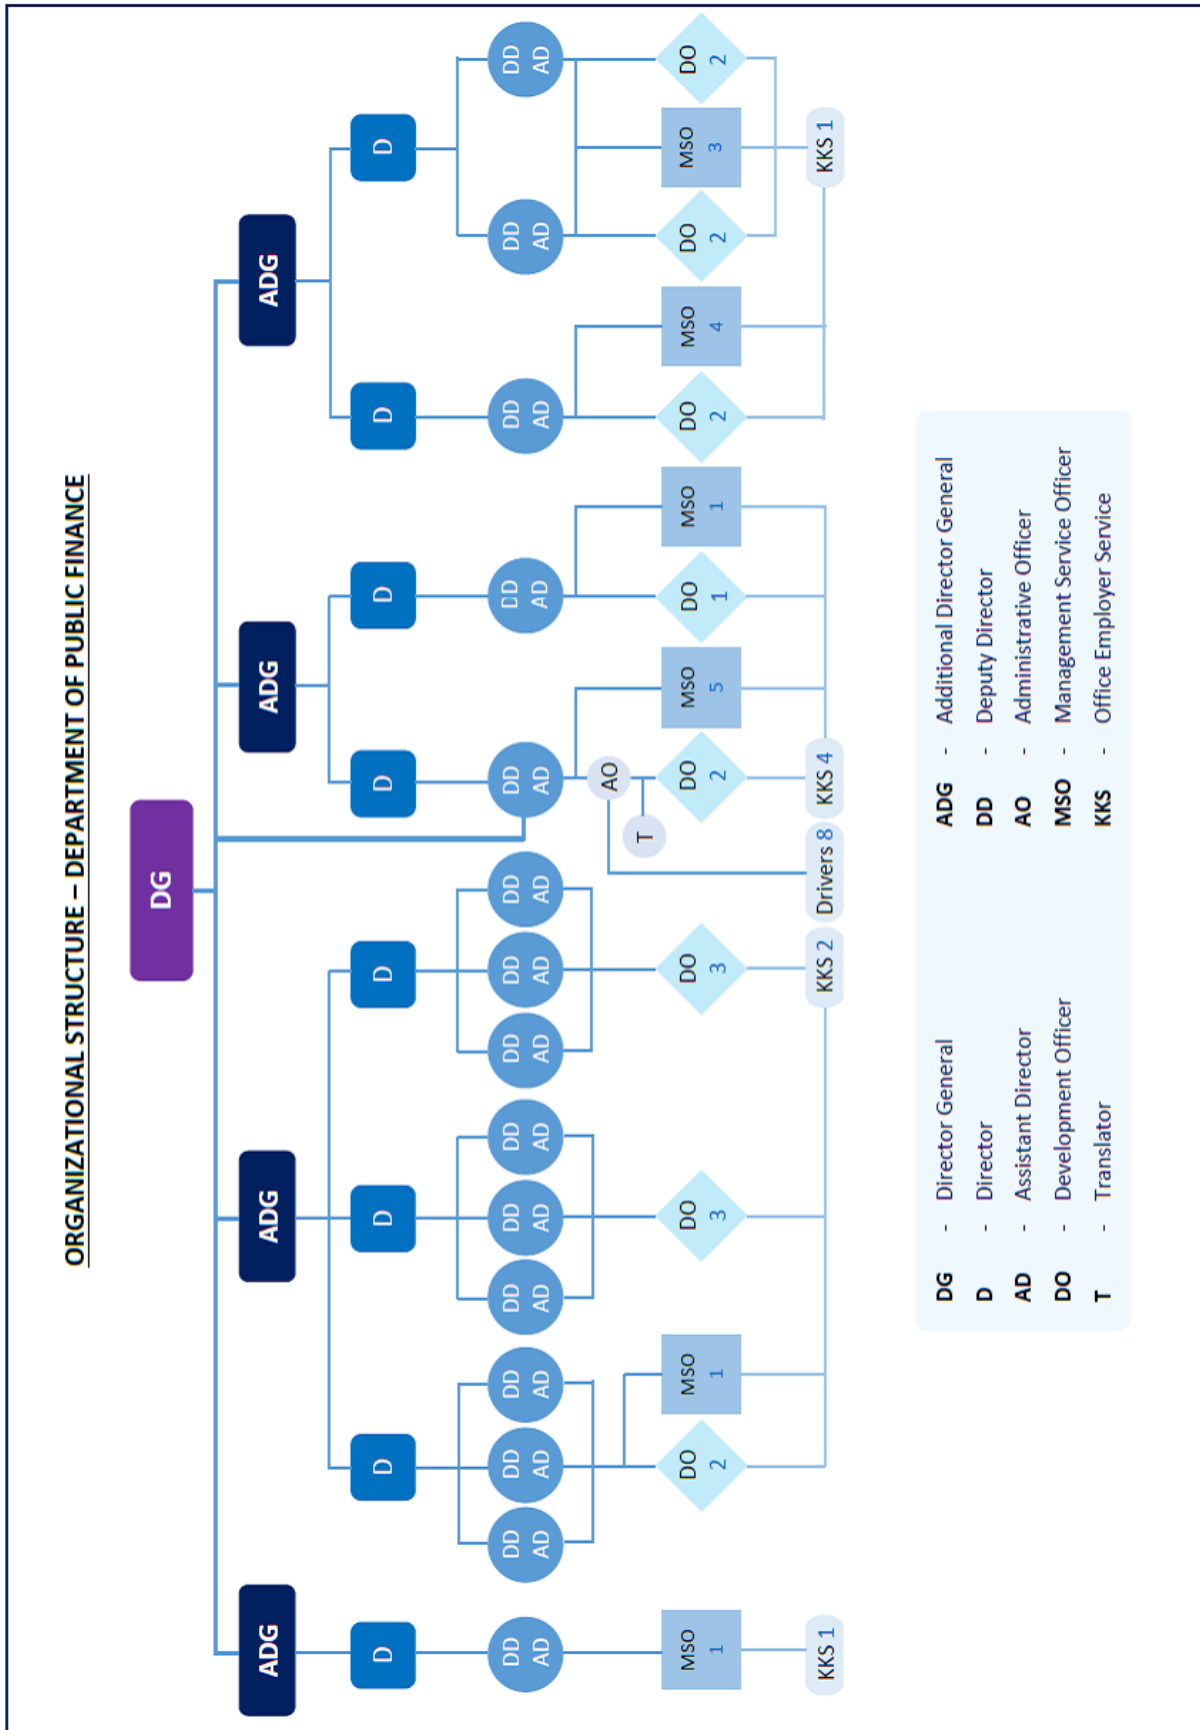 ORGANIZATIONAL STRUCTURE – DEPARTMENT OF PUBLIC FINANCE
DG
ADG
ADG
ADG
ADG
D
D
D
D
D
D
D
D
DD
AD
DD
AD
DD
AD
DD
AD
DD
AD
DD
AD
DD
AD
DD
AD
DD
AD
DD
AD
DD
AD
DD
AD
DD
AD
DD
AD
DD
AD
AO
T
MSO
1
DO
2
MSO
1
DO
3
DO
3
DO
2
MSO
5
DO
1
MSO
1
DO
2
MSO
4
DO
2
MSO
3
DO
2
KKS 1
KKS 2
Drivers 8
KKS 4
KKS 1
DG - Director General
ADG - Additional Director General
D - Director
DD - Deputy Director
AD - Assistant Director
AO - Administrative Officer
DO - Development Officer
MSO - Management Service Officer
T - Translator
KKS - Office Employer Service